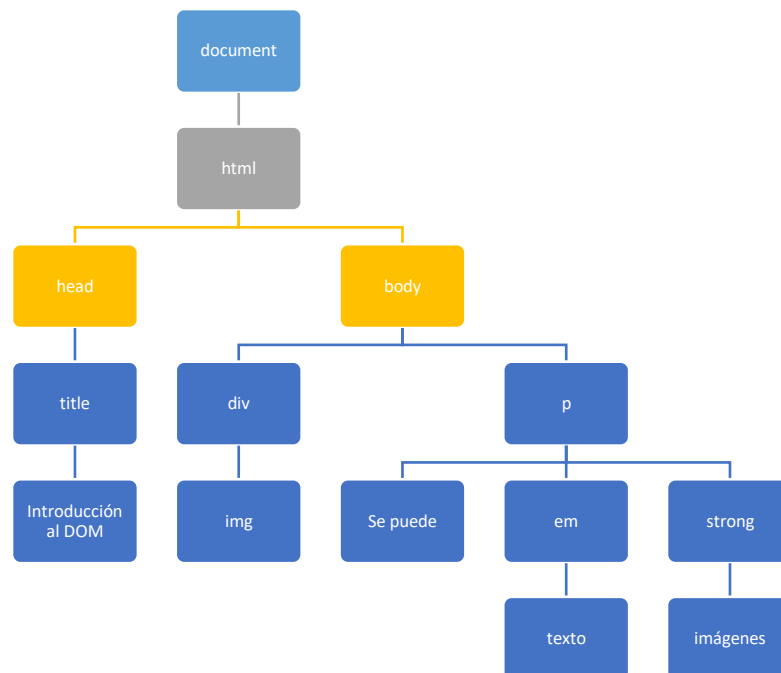 document
html
head
body
title
div
p
Introducción
al DOM
img
Se puede
em
strong
texto
imágenes